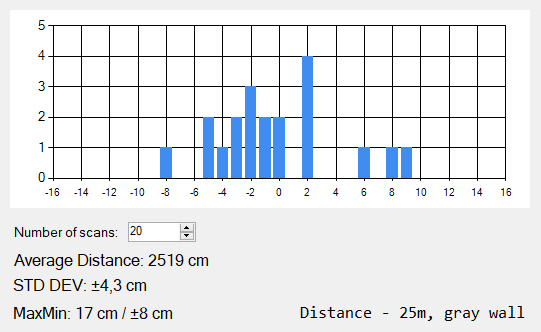 5
4
3
2
1
0
-16 -14 -12 -10 -8 -6 -4 -2 0 2 4 6 8 10 12 14 16
Number of scans: 20
Average Distance: 2519 cm
STD DEV: ±4,3 cm
MaxMin: 17 cm / ±8 cm
Distance - 25m, gray wall